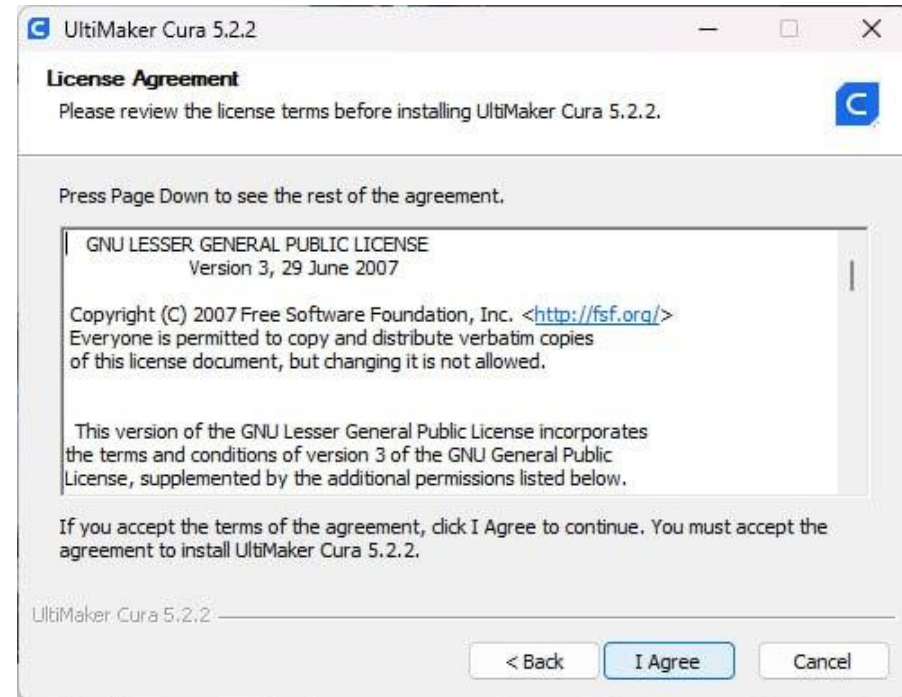 UltiMaker Cura 5.2.2
License Agreement
Please review the license terms before installing UltiMaker Cura 5.2.2.
Press Page Down to see the rest of the agreement.
GNU LESSER GENERAL PUBLIC LICENSE
Version 3, 29 June 2007
Copyright (C) 2007 Free Software Foundation, Inc. <http://fsf.org/>
Everyone is permitted to copy and distribute verbatim copies
of this license document, but changing it is not allowed.
This version of the GNU Lesser General Public License incorporates
the terms and conditions of version 3 of the GNU General Public
License, supplemented by the additional permissions listed below.
If you accept the terms of the agreement, click I Agree to continue. You must accept the
agreement to install UltiMaker Cura 5.2.2.
UltiMaker Cura 5.2.2
< Back I Agree Cancel